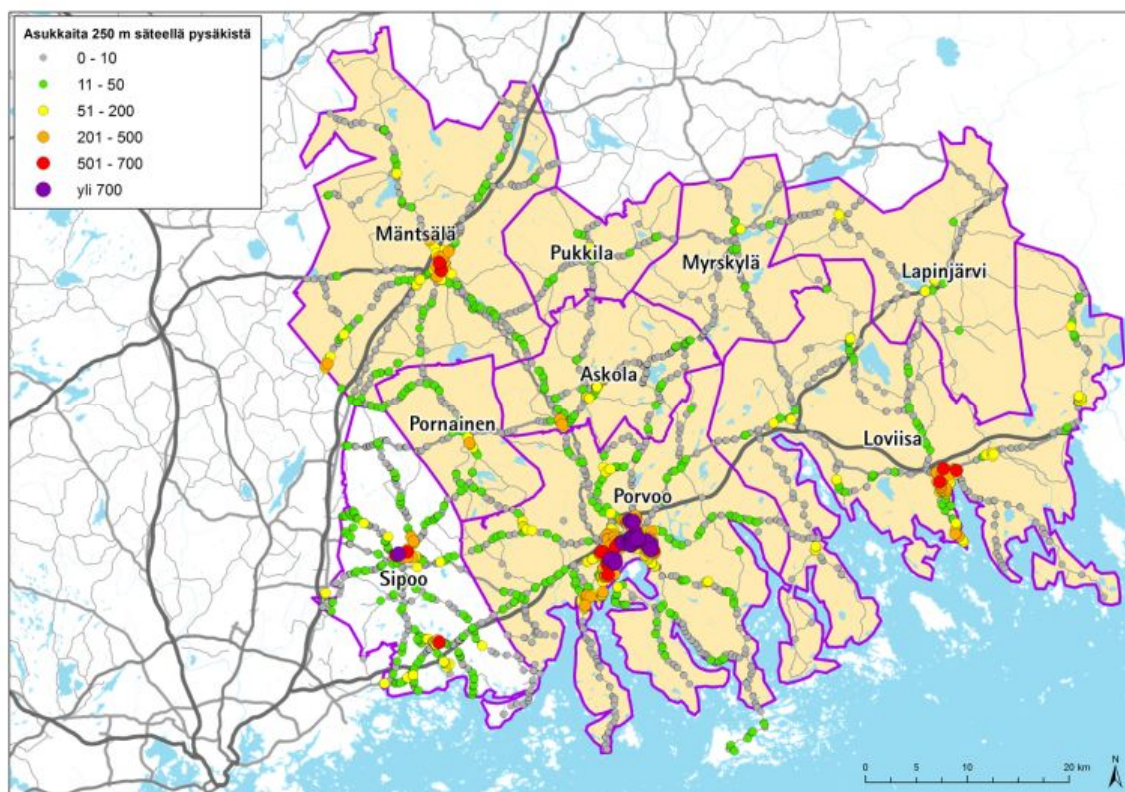 Asukkaita 250 m säteellä pysäkistä
0 - 10
11 - 50
51 - 200
201 - 500
501 - 700
yli 700
Mäntsälä
Pukkila
Myrskylä
Lapinjärvi
Askola
Pornainen
Loviisa
Porvoo
Sipoo
N
0 5 10 20 km